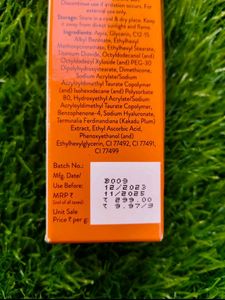 Discontinue use if irritation occurs. For
external use only.
Storage: Store in a cool & dry place. Keep
away from direct sunlight and flame.
Ingredients: Aqua, Glycerin, C12-15
Alkyl Benzoate, Ethylhexyl
Methoxycinnamate, Ethylhexyl Stearate,
Titanium Dioxide, Octyldodecanol (and)
Octyldodecyl Xyloside (and) PEG-30
Dipolyhydroxystearate, Dimethicone,
Sodium Acrylate/Sodium
Acryloyldimethyl Taurate Copolymer
(and) Isohexadecane (and) Polysorbate
80, Hydroxyethyl Acrylate/Sodium
Acryloyldimethyl Taurate Copolymer,
Benzophenone-4, Sodium Hyaluronate,
Terminalia Ferdinandiana (Kakadu Plum)
Extract, Ethyl Ascorbic Acid,
Phenoxyethanol (and)
Ethylhexylglycerin, CI 77492, CI 77491,
CI 77499
Batch No.:
Mfg. Date:
Use Before:
MRP ₹
(incl. of all taxes)
Unit Sale
Price ₹ per g
B009
12/2023
11/2025
₹ 299.00
₹ 9.97/g